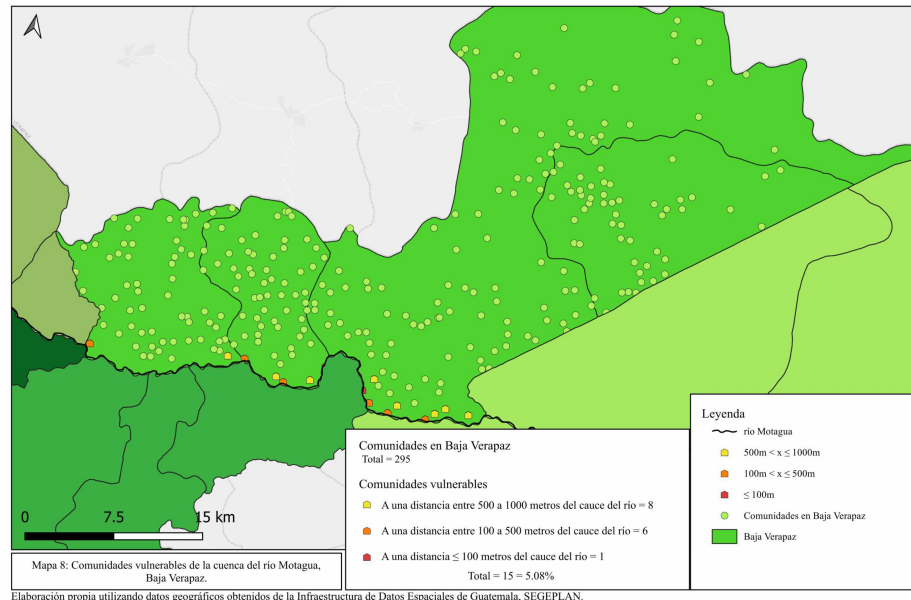 Comunidades en Baja Verapaz
Total = 295
Comunidades vulnerables
A una distancia entre 500 a 1000 metros del cauce del río = 8
A una distancia entre 100 a 500 metros del cauce del río = 6
A una distancia ≤ 100 metros del cauce del río = 1
Total = 15 = 5.08%
Leyenda
río Motagua
500m < x ≤ 1000m
100m < x ≤ 500m
≤ 100m
Comunidades en Baja Verapaz
Baja Verapaz
0 7.5 15 km
Mapa 8: Comunidades vulnerables de la cuenca del río Motagua,
Baja Verapaz.
Elaboración propia utilizando datos geográficos obtenidos de la Infraestructura de Datos Espaciales de Guatemala, SEGEPLAN.